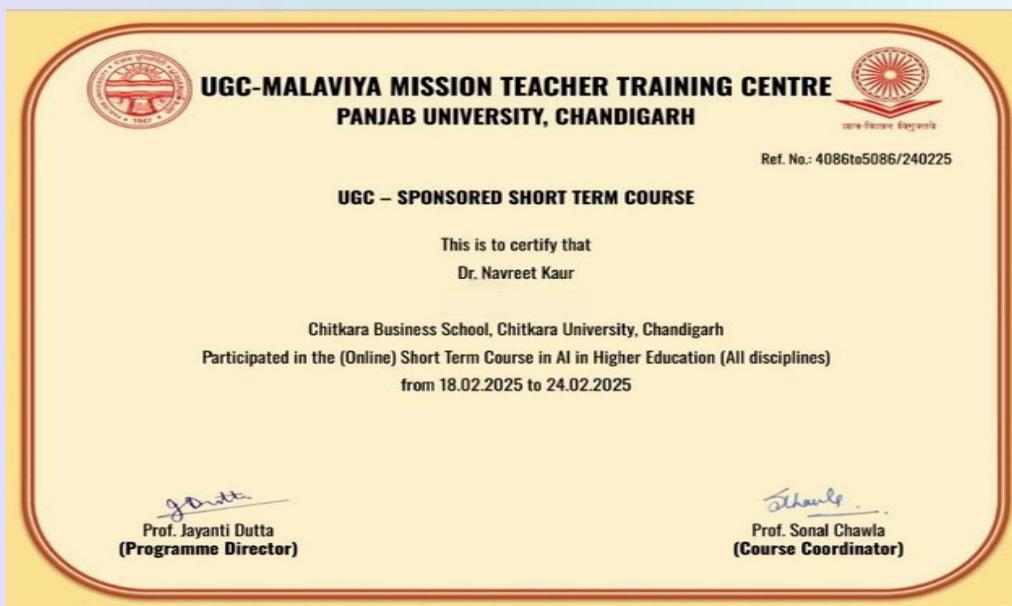 UGC-MALAVIYA MISSION TEACHER TRAINING CENTRE
PANJAB UNIVERSITY, CHANDIGARH
Ref. No.: 4086to5086/240225
UGC – SPONSORED SHORT TERM COURSE
This is to certify that
Dr. Navreet Kaur
Chitkara Business School, Chitkara University, Chandigarh
Participated in the (Online) Short Term Course in AI in Higher Education (All disciplines)
from 18.02.2025 to 24.02.2025
Prof. Jayanti Dutta
(Programme Director)
Prof. Sonal Chawla
(Course Coordinator)